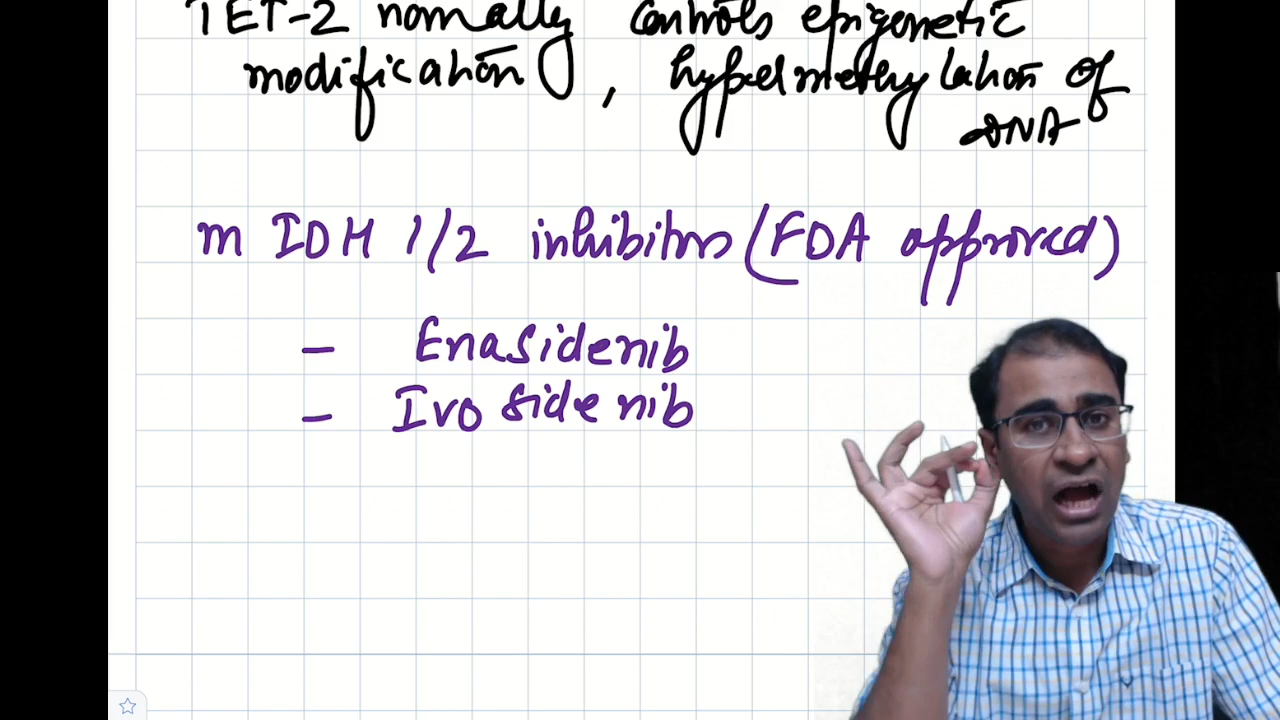 TET-2 normally controls epigenetic
modification, hypermethylation of
DNA
m IDH 1/2 inhibitors (FDA approved)
- Enasidenib
- Ivosidenib